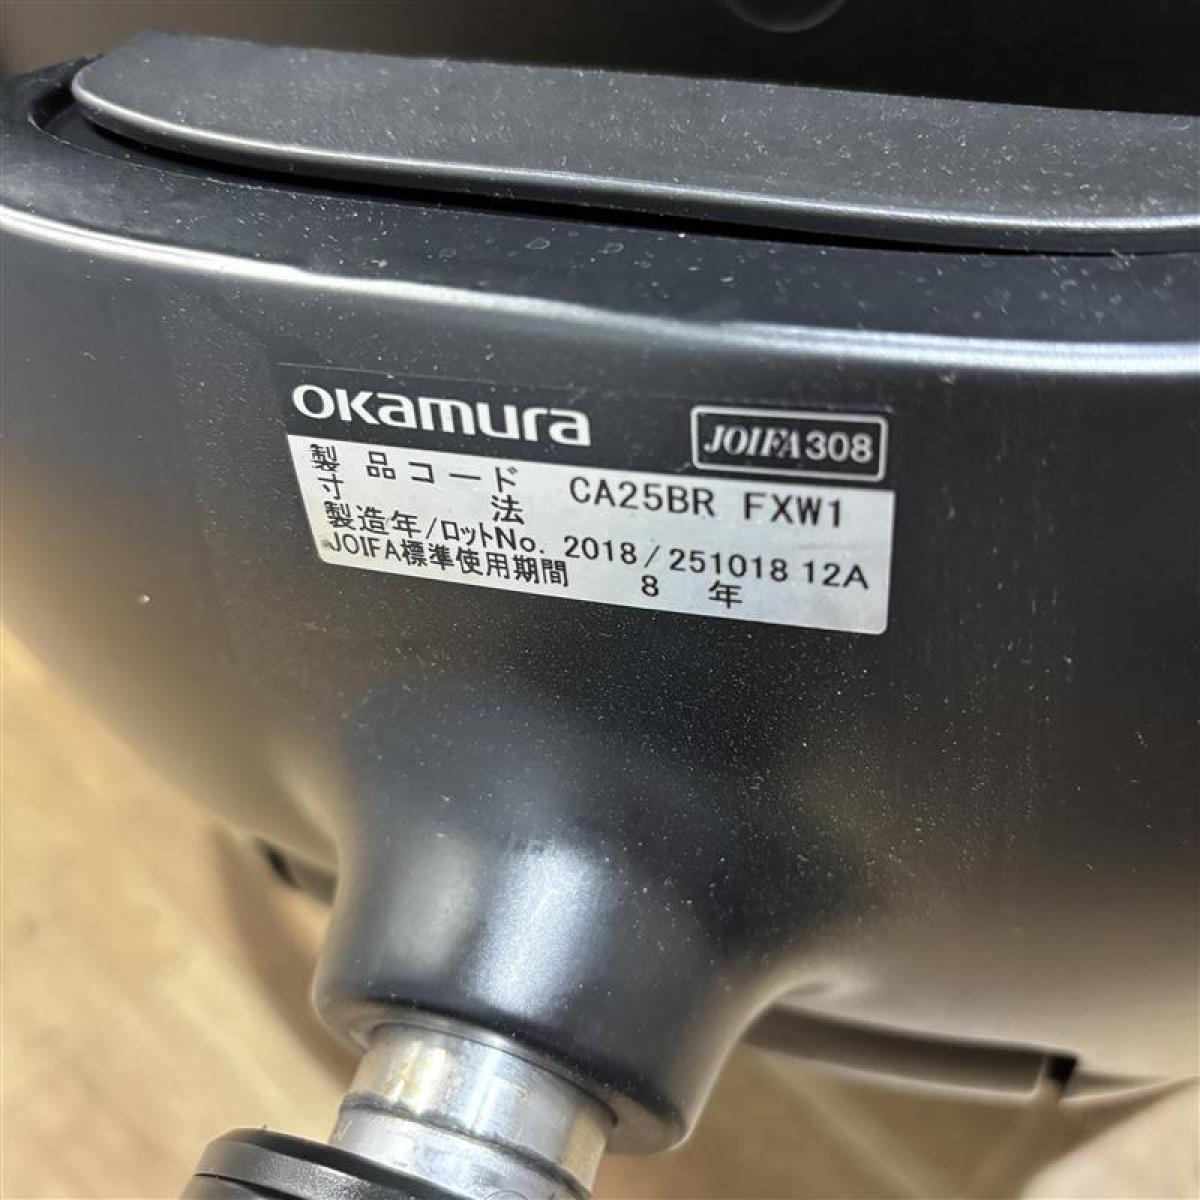 okamura JOIFA308
製品コード CA25BR FXW1
寸法
製造年/ロットNo. 2018/251018 12A
JOIFA標準使用期間 8 年